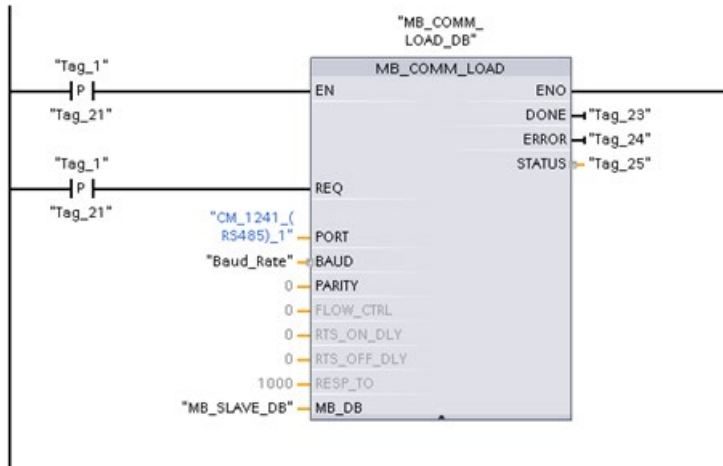 "MB_COMM_
LOAD_DB"
MB_COMM_LOAD
"Tag_1"
P
"Tag_21"
EN
ENO
DONE
"Tag_23"
ERROR
"Tag_24"
STATUS
"Tag_25"
"Tag_1"
P
"Tag_21"
REQ
"CM_1241_(
RS485)_1"
PORT
"Baud_Rate"
BAUD
0
PARITY
0
FLOW_CTRL
0
RTS_ON_DLY
0
RTS_OFF_DLY
1000
RESP_TO
"MB_SLAVE_DB"
MB_DB